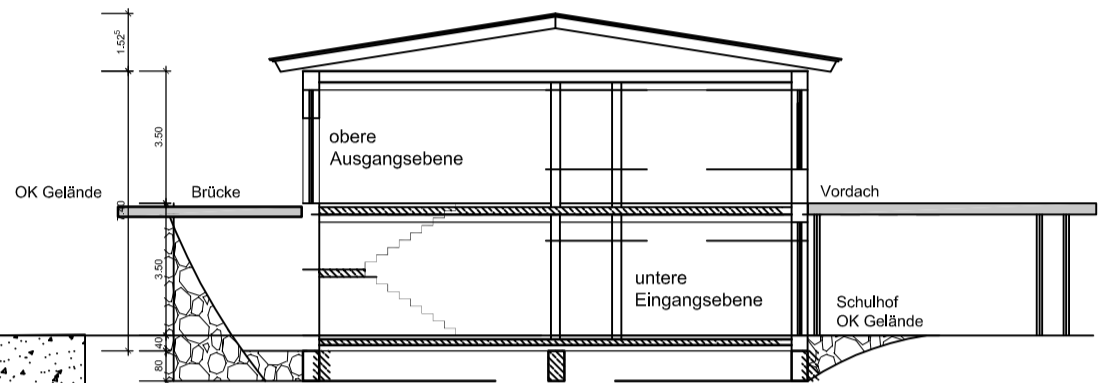 1.52⁵
3.50
obere
Ausgangsebene
OK Gelände
Brücke
Vordach
3.50
untere
Eingangsebene
Schulhof
OK Gelände
40
80